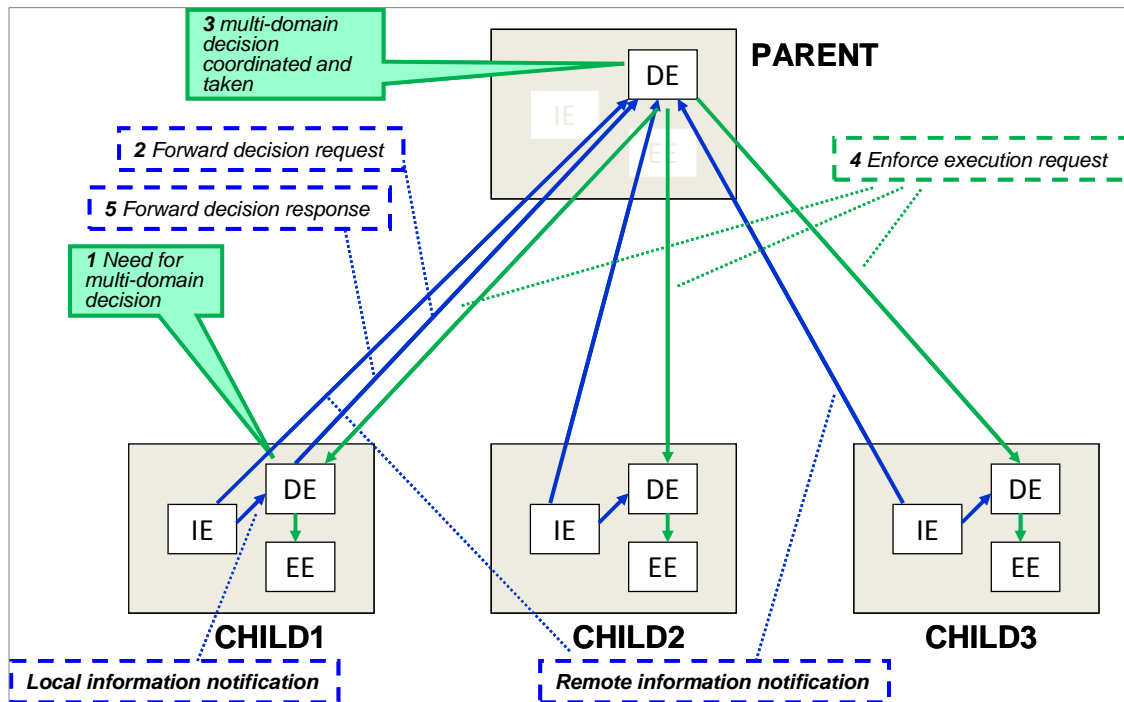 3 multi-domain
decision
coordinated and
taken
PARENT
DE
IE
EE
2 Forward decision request
4 Enforce execution request
5 Forward decision response
1 Need for
multi-domain
decision
DE
IE
EE
DE
IE
EE
DE
IE
EE
CHILD1
CHILD2
CHILD3
Local information notification
Remote information notification